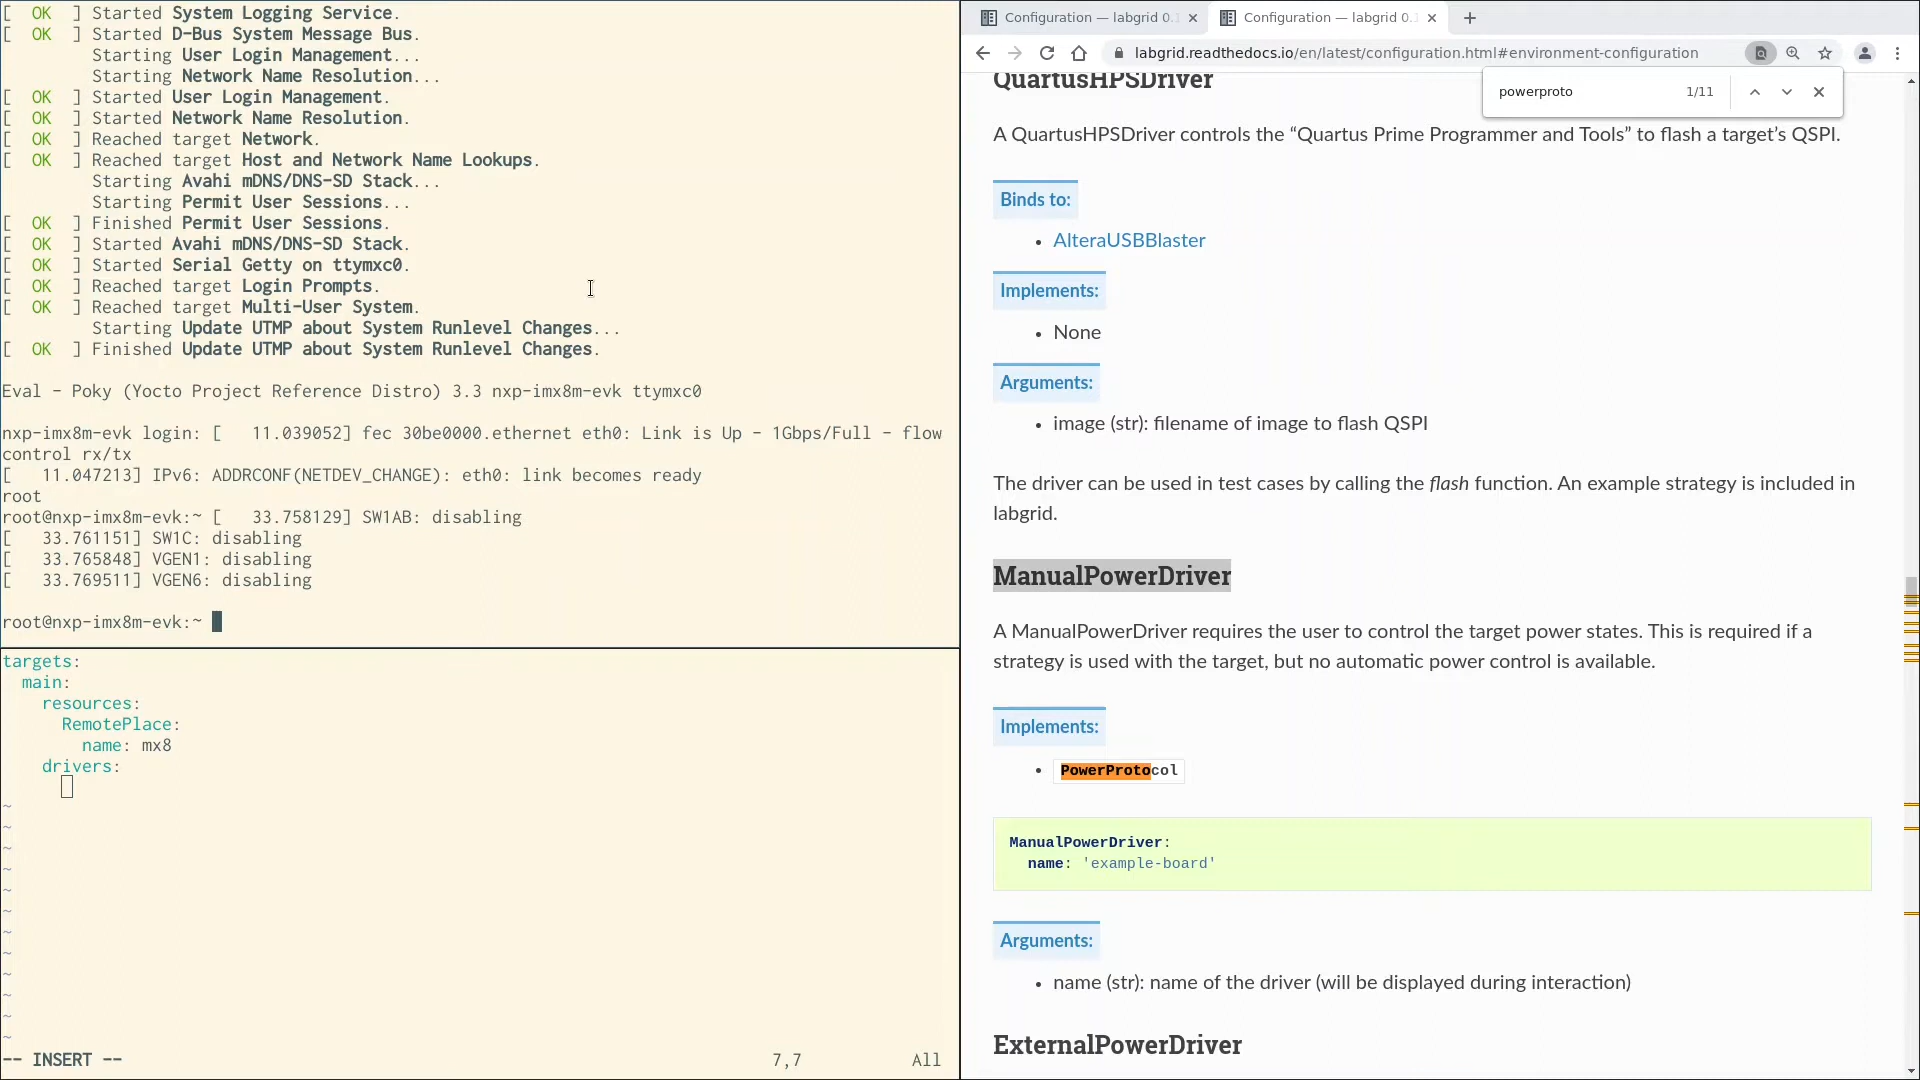 [  OK  ] Started System Logging Service.
[  OK  ] Started D-Bus System Message Bus.
Starting User Login Management...
Starting Network Name Resolution...
[  OK  ] Started User Login Management.
[  OK  ] Started Network Name Resolution.
[  OK  ] Reached target Network.
[  OK  ] Reached target Host and Network Name Lookups.
Starting Avahi mDNS/DNS-SD Stack...
Starting Permit User Sessions...
[  OK  ] Finished Permit User Sessions.
[  OK  ] Started Avahi mDNS/DNS-SD Stack.
[  OK  ] Started Serial Getty on ttymxc0.
[  OK  ] Reached target Login Prompts.
[  OK  ] Reached target Multi-User System.
Starting Update UTMP about System Runlevel Changes...
[  OK  ] Finished Update UTMP about System Runlevel Changes.
Eval - Poky (Yocto Project Reference Distro) 3.3 nxp-imx8m-evk ttymxc0
nxp-imx8m-evk login: [   11.039052] fec 30be0000.ethernet eth0: Link is Up - 1Gbps/Full - flow
control rx/tx
[   11.047213] IPv6: ADDRCONF(NETDEV_CHANGE): eth0: link becomes ready
root
root@nxp-imx8m-evk:~ [   33.758129] SW1AB: disabling
[   33.761151] SW1C: disabling
[   33.765848] VGEN1: disabling
[   33.769511] VGEN6: disabling
root@nxp-imx8m-evk:~
targets:
main:
resources:
RemotePlace:
name: mx8
drivers:
~
~
~
~
~
~
~
~
~
~
~
~
-- INSERT --
7,7
All
Configuration — labgrid 0.
Configuration — labgrid 0.
labgrid.readthedocs.io/en/latest/configuration.html#environment-configuration
powerproto
1/11
QuartusHPSDriver
A QuartusHPSDriver controls the “Quartus Prime Programmer and Tools” to flash a target’s QSPI.
Binds to:
• AlteraUSBBlaster
Implements:
• None
Arguments:
• image (str): filename of image to flash QSPI
The driver can be used in test cases by calling the flash function. An example strategy is included in
labgrid.
ManualPowerDriver
A ManualPowerDriver requires the user to control the target power states. This is required if a
strategy is used with the target, but no automatic power control is available.
Implements:
• PowerProtocol
ManualPowerDriver:
name: 'example-board'
Arguments:
• name (str): name of the driver (will be displayed during interaction)
ExternalPowerDriver